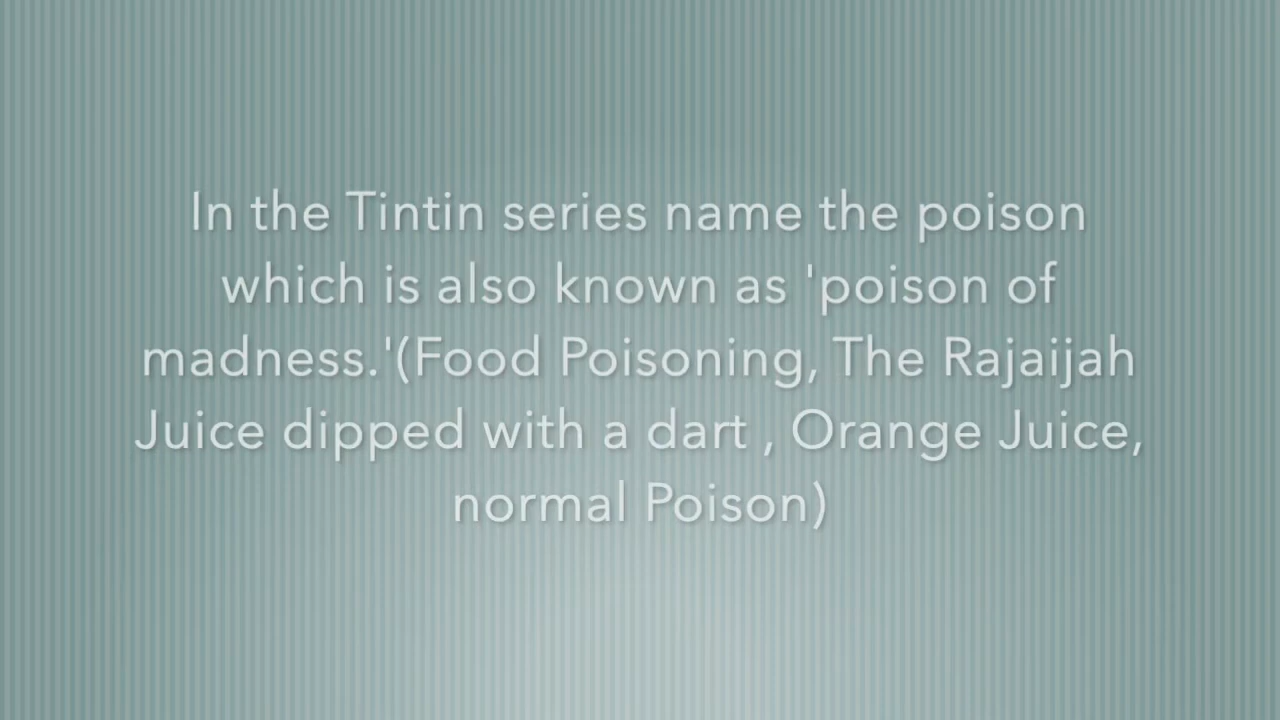 In the Tintin series name the poison
which is also known as 'poison of
madness.'(Food Poisoning, The Rajaijah
Juice dipped with a dart , Orange Juice,
normal Poison)